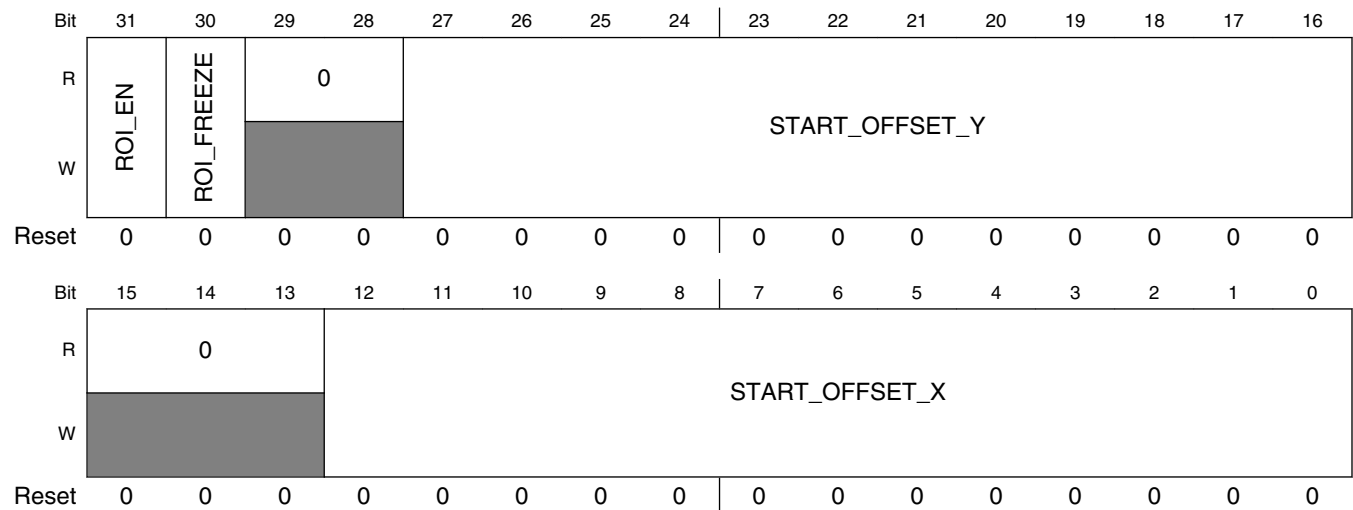 Bit 31 30 29 28 27 26 25 24 23 22 21 20 19 18 17 16
R ROI_EN ROI_FREEZE 0 START_OFFSET_Y
W
Reset 0 0 0 0 0 0 0 0 0 0 0 0 0 0 0 0
Bit 15 14 13 12 11 10 9 8 7 6 5 4 3 2 1 0
R 0 START_OFFSET_X
W
Reset 0 0 0 0 0 0 0 0 0 0 0 0 0 0 0 0